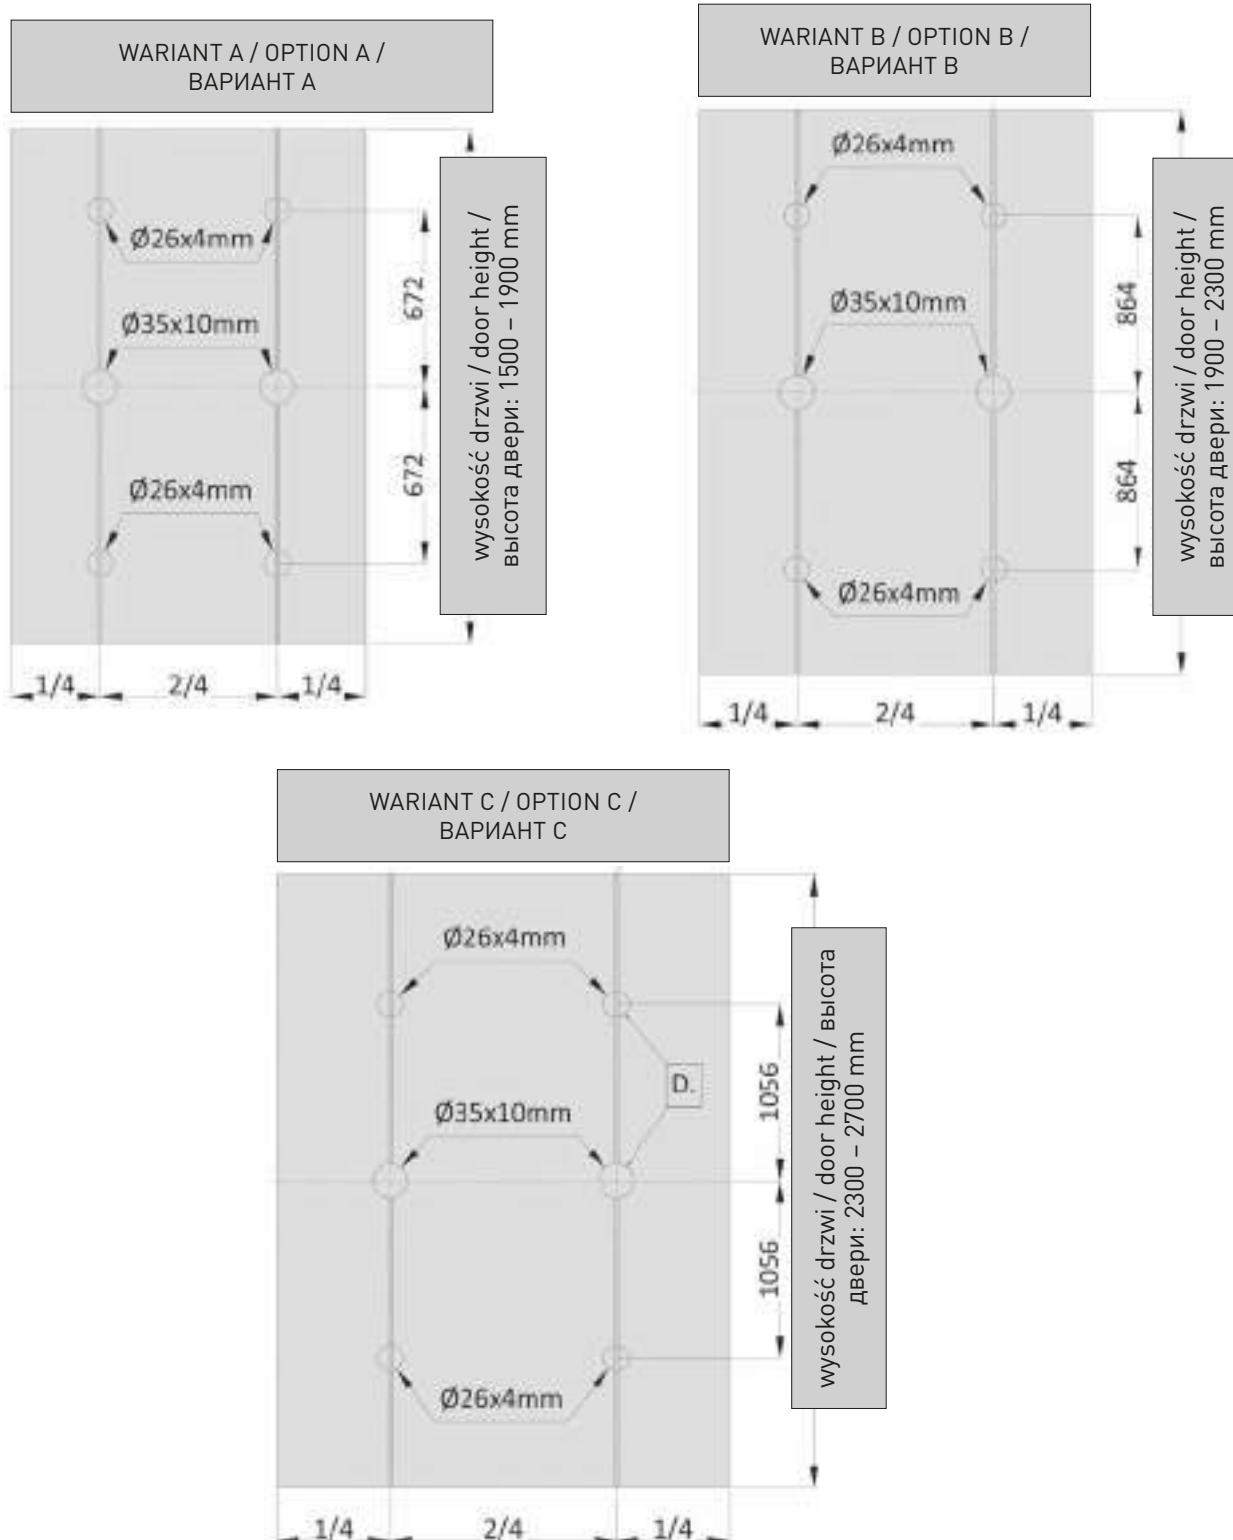 WARIANT A / OPTION A /
ВАРИАНТ A
Ø26x4mm
Ø35x10mm
Ø26x4mm
672
672
wysokość drzwi / door height /
высота двери: 1500 – 1900 mm
1/4
2/4
1/4
WARIANT B / OPTION B /
ВАРИАНТ B
Ø26x4mm
Ø35x10mm
Ø26x4mm
864
864
wysokość drzwi / door height /
высота двери: 1900 – 2300 mm
1/4
2/4
1/4
WARIANT C / OPTION C /
ВАРИАНТ C
Ø26x4mm
D.
Ø35x10mm
Ø26x4mm
1056
1056
wysokość drzwi / door height / высота
двери: 2300 – 2700 mm
1/4
2/4
1/4